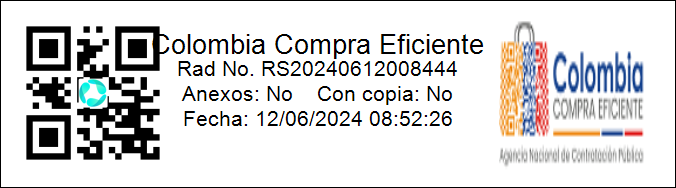 Colombia Compra Eficiente
Rad No. RS20240612008444
Anexos: No Con copia: No
Fecha: 12/06/2024 08:52:26
Colombia
COMPRA EFICIENTE
Agencia Nacional de Contratación Pública